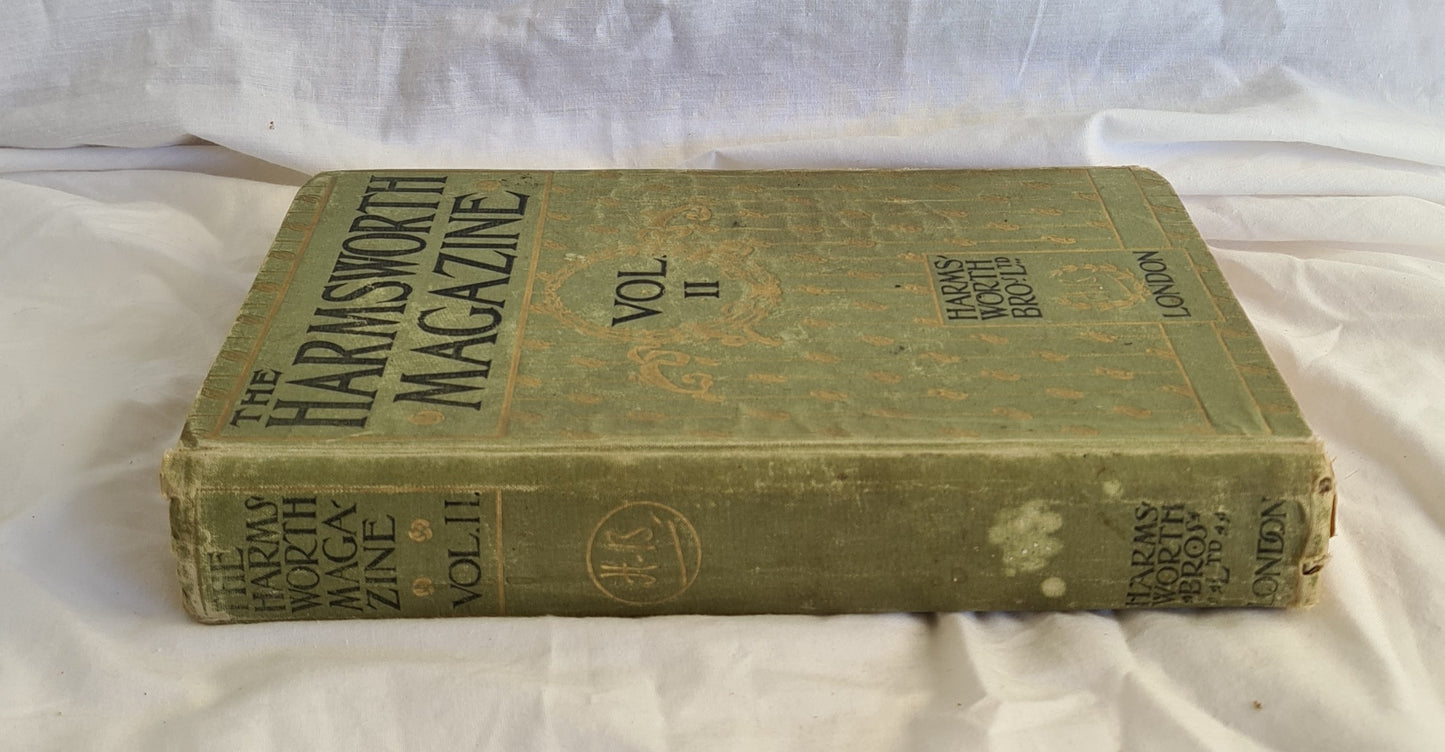 THE
HARMSWORTH
MAGAZINE
VOL.
II
HARMS-
WORTH
BRO·LTD
LONDON
THE
HARMS
WORTH
MAGA-
ZINE
VOL.II.
HARMS-
WORTH
BROS
LTD
LONDON